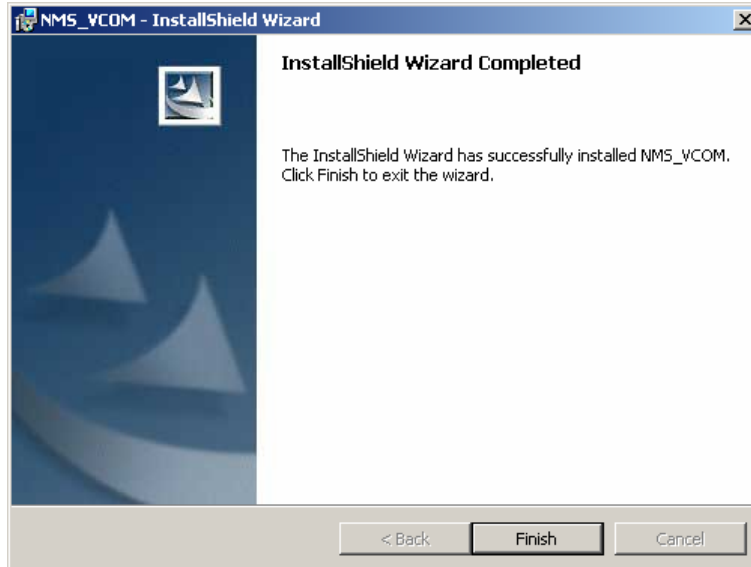 NMS_VCOM - InstallShield Wizard
InstallShield Wizard Completed
The InstallShield Wizard has successfully installed NMS_VCOM.
Click Finish to exit the wizard.
< Back
Finish
Cancel